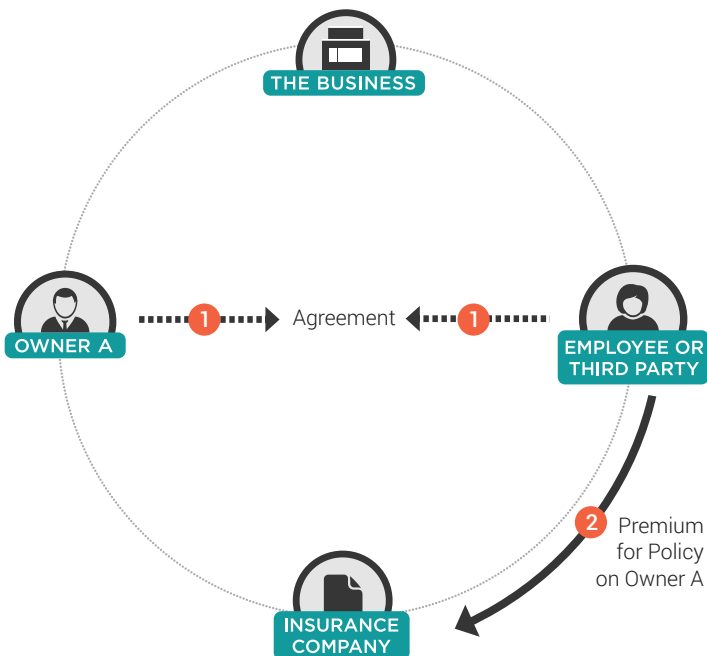 THE BUSINESS
OWNER A
1
Agreement
1
EMPLOYEE OR
THIRD PARTY
2
Premium
for Policy
on Owner A
INSURANCE
COMPANY